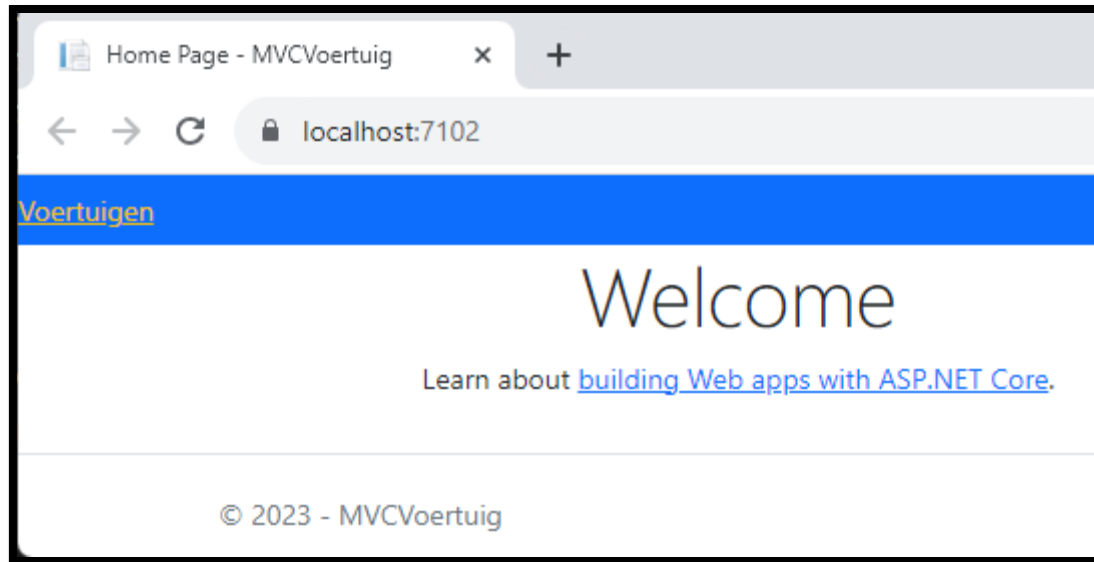 Home Page - MVCVoertuig
localhost:7102
Voertuigen
Welcome
Learn about building Web apps with ASP.NET Core.
© 2023 - MVCVoertuig